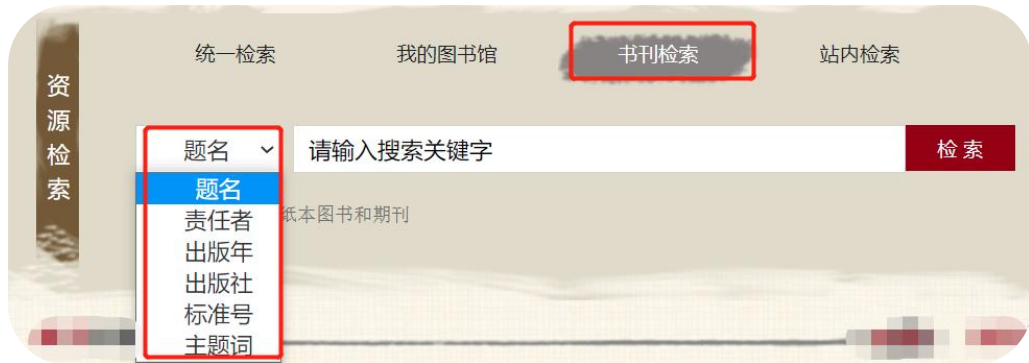 资源检索
统一检索 我的图书馆 书刊检索 站内检索
题名 请输入搜索关键字 检索
题名
责任者
纸本图书和期刊
出版年
出版社
标准号
主题词